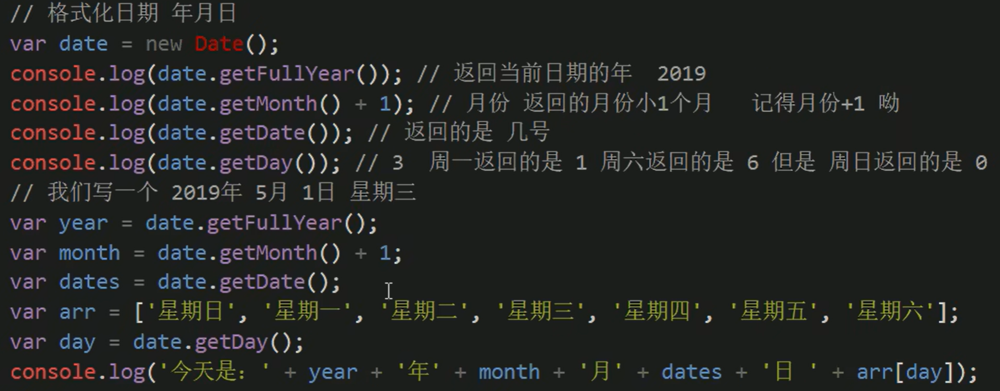 // 格式化日期 年月日
var date = new Date();
console.log(date.getFullYear()); // 返回当前日期的年  2019
console.log(date.getMonth() + 1); // 月份 返回的月份小1个月   记得月份+1 呦
console.log(date.getDate()); // 返回的是 几号
console.log(date.getDay()); // 3  周一返回的是 1 周六返回的是 6 但是 周日返回的是 0
// 我们写一个 2019年 5月 1日 星期三
var year = date.getFullYear();
var month = date.getMonth() + 1;
var dates = date.getDate();
var arr = ['星期日', '星期一', '星期二', '星期三', '星期四', '星期五', '星期六'];
var day = date.getDay();
console.log('今天是：' + year + '年' + month + '月' + dates + '日 ' + arr[day]);